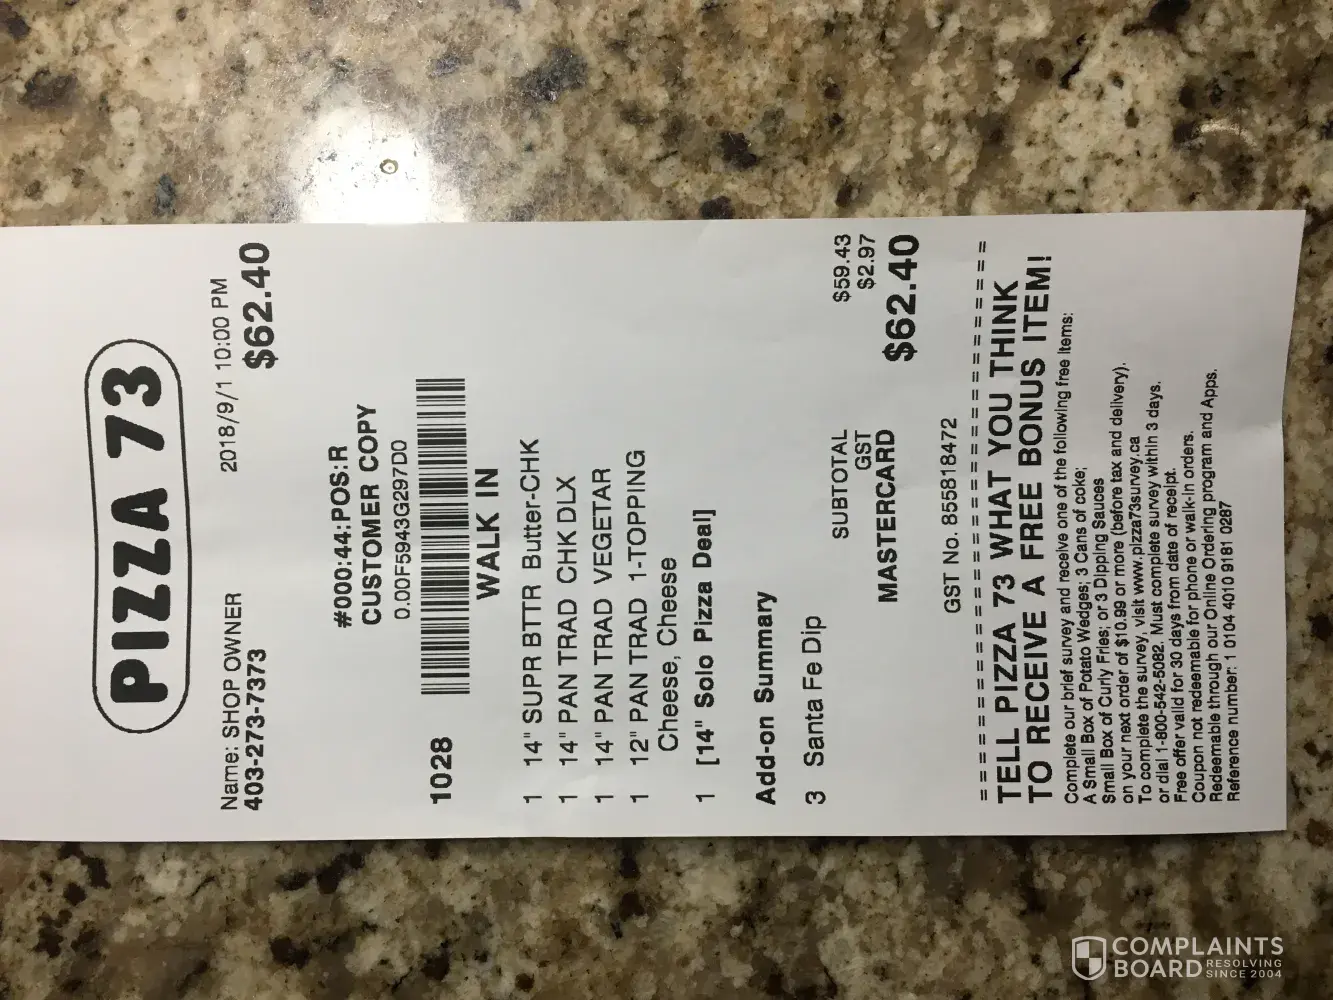 PIZZA 73
Name: SHOP OWNER 2018/9/1 10:00 PM
403-273-7373 $62.40
#000:44:POS:R
CUSTOMER COPY
0.00F5943G297D0
1028
WALK IN
1 14" SUPR BTTR Butter-CHK
1 14" PAN TRAD CHK DLX
1 14" PAN TRAD VEGETAR
1 12" PAN TRAD 1-TOPPING
Cheese, Cheese
1 [14" Solo Pizza Deal]
Add-on Summary
3 Santa Fe Dip
SUBTOTAL $59.43
GST $2.97
MASTERCARD $62.40
GST No. 855818472
TELL PIZZA 73 WHAT YOU THINK
TO RECEIVE A FREE BONUS ITEM!
Complete our brief survey and receive one of the following free items:
A Small Box of Potato Wedges; 3 Cans of coke;
Small Box of Curly Fries; or 3 Dipping Sauces
on your next order of $10.99 or more (before tax and delivery).
To complete the survey, visit www.pizza73survey.ca
or dial 1-800-542-5082. Must complete survey within 3 days.
Free offer valid for 30 days from date of receipt.
Coupon not redeemable for phone or walk-in orders.
Redeemable through our Online Ordering program and Apps.
Reference number: 1 0104 4010 9181 0287
COMPLAINTS
BOARD RESOLVING
SINCE 2004